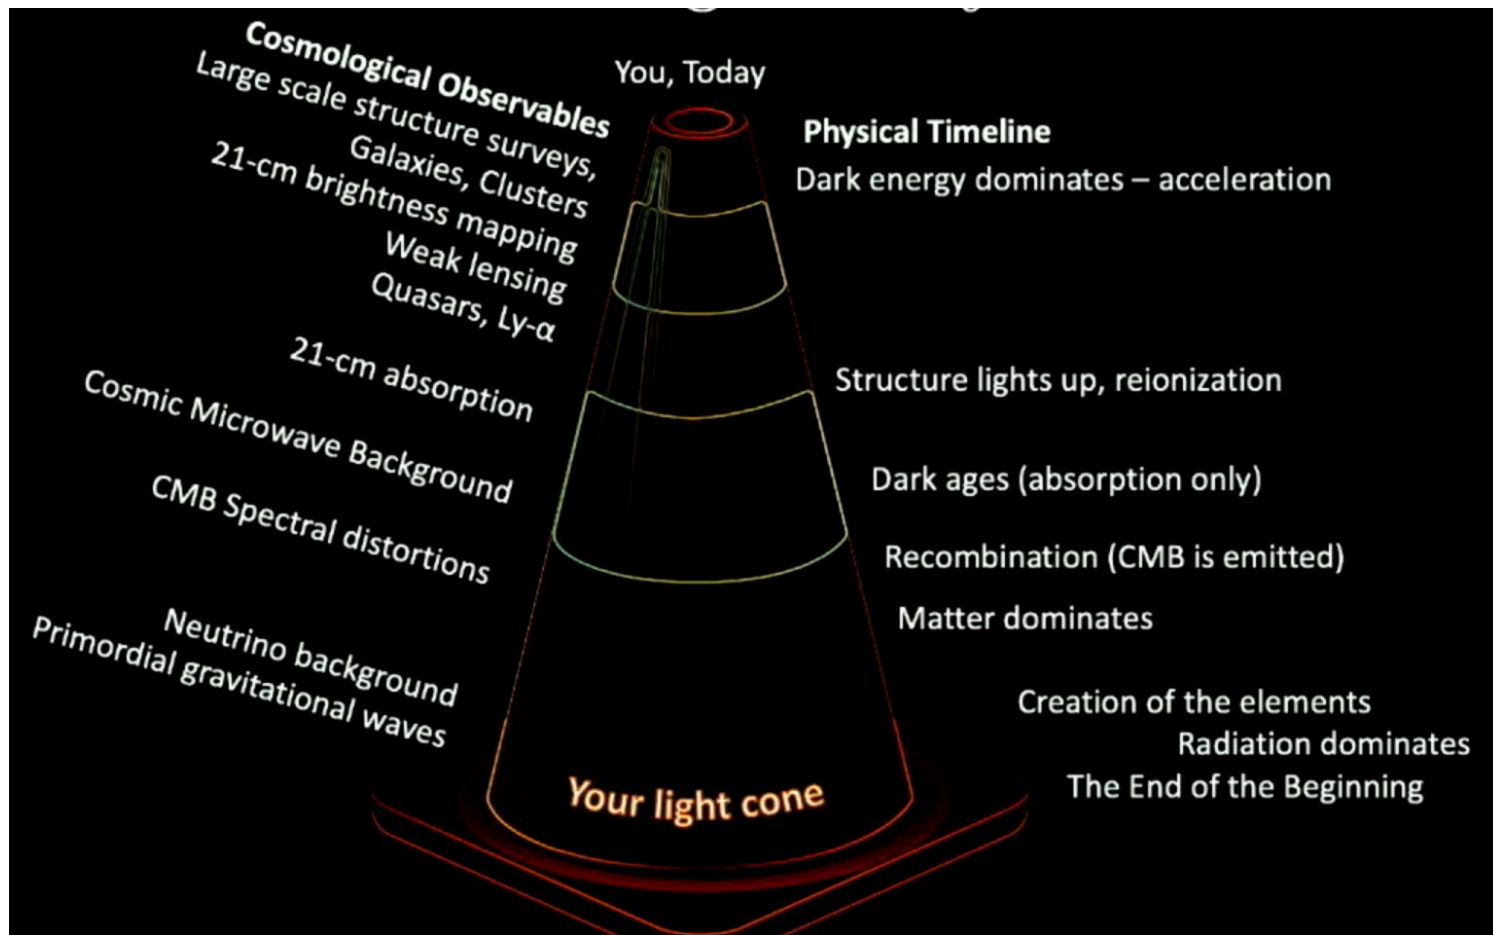 You, Today
Cosmological Observables
Large scale structure surveys,
Galaxies, Clusters
21-cm brightness mapping
Weak lensing
Quasars, Ly-α
21-cm absorption
Cosmic Microwave Background
CMB Spectral distortions
Neutrino background
Primordial gravitational waves
Physical Timeline
Dark energy dominates – acceleration
Structure lights up, reionization
Dark ages (absorption only)
Recombination (CMB is emitted)
Matter dominates
Creation of the elements
Radiation dominates
The End of the Beginning
Your light cone